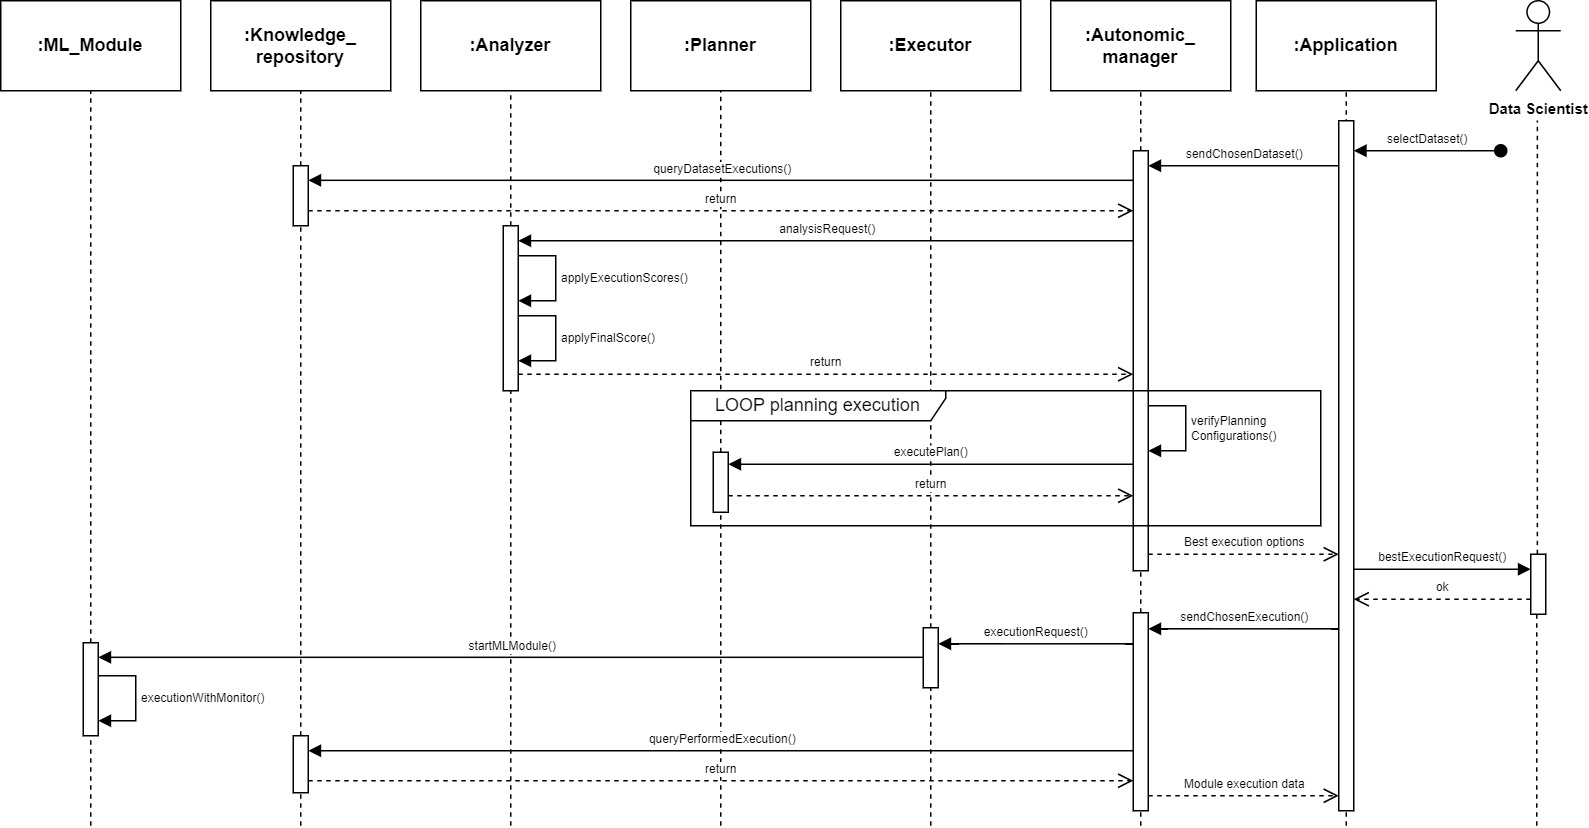 :ML_Module
:Knowledge_
repository
:Analyzer
:Planner
:Executor
:Autonomic_
manager
:Application
Data Scientist
selectDataset()
sendChosenDataset()
queryDatasetExecutions()
return
analysisRequest()
applyExecutionScores()
applyFinalScore()
return
LOOP planning execution
verifyPlanning
Configurations()
executePlan()
return
Best execution options
bestExecutionRequest()
ok
sendChosenExecution()
executionRequest()
startMLModule()
executionWithMonitor()
queryPerformedExecution()
return
Module execution data